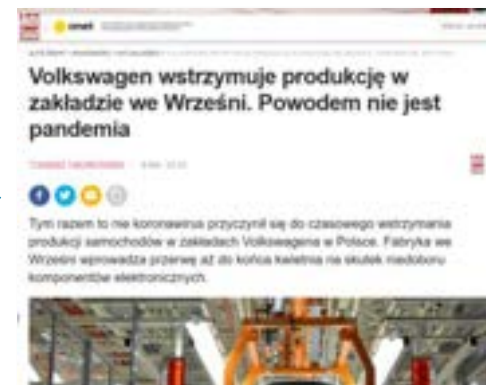 onet
Volkswagen wstrzymuje produkcję w
zakładzie we Wrześni. Powodem nie jest
pandemia
Tym razem to nie koronawirus przyczynił się do czasowego wstrzymania
produkcji samochodów w zakładach Volkswagena w Polsce. Fabryka we
Wrześni wprowadza przerwę aż do końca kwietnia na skutek niedoboru
komponentów elektronicznych.